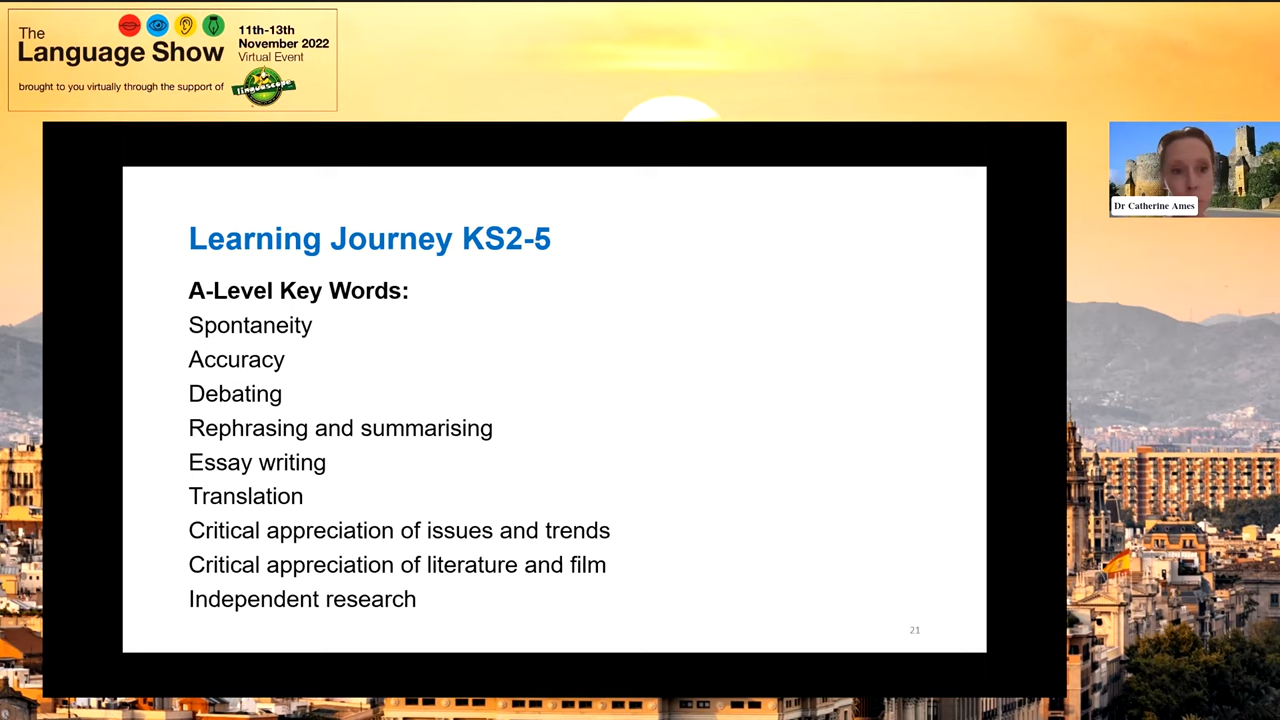 The
Language Show
brought to you virtually through the support of
11th-13th
November 2022
Virtual Event
linguascope
Dr Catherine Ames
Learning Journey KS2-5
A-Level Key Words:
Spontaneity
Accuracy
Debating
Rephrasing and summarising
Essay writing
Translation
Critical appreciation of issues and trends
Critical appreciation of literature and film
Independent research
21